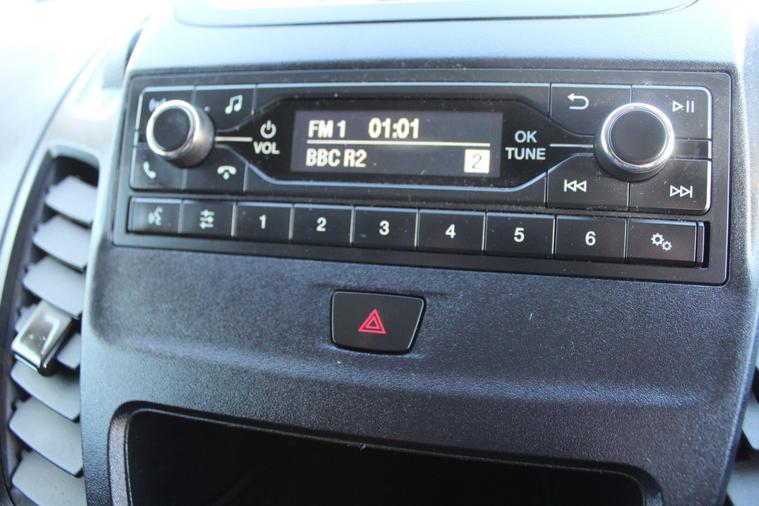 FM 1 01:01
BBC R2 2
VOL
OK
TUNE
1 2 3 4 5 6